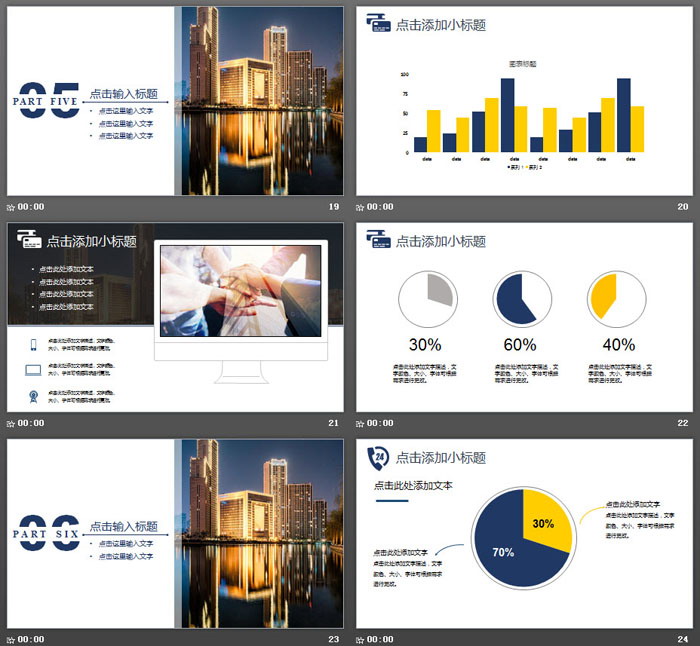 05
PART FIVE
点击输入标题
• 点击这里输入文字
• 点击这里输入文字
• 点击这里输入文字
00:00
19
点击添加小标题
图表标题
100
75
50
25
0
data data data data data data data data
系列 1 系列 2
00:00
20
点击添加小标题
• 点击此处添加文本
• 点击此处添加文本
• 点击此处添加文本
• 点击此处添加文本
点击此处添加文字描述，文字颜色、
大小、字体可根据需求进行更改。
点击此处添加文字描述，文字颜色、
大小、字体可根据需求进行更改。
点击此处添加文字描述，文字颜色、
大小、字体可根据需求进行更改。
00:00
21
点击添加小标题
30%
点击此处添加文字描述，文
字颜色、大小、字体可根据
需求进行更改。
60%
点击此处添加文字描述，文
字颜色、大小、字体可根据
需求进行更改。
40%
点击此处添加文字描述，文
字颜色、大小、字体可根据
需求进行更改。
00:00
22
06
PART SIX
点击输入标题
• 点击这里输入文字
• 点击这里输入文字
00:00
23
24
点击添加小标题
点击此处添加文本
30%
70%
点击此处添加文字
点击此处添加文字描述，文字
颜色、大小、字体可根据需求
进行更改。
点击此处添加文字
点击此处添加文字描述，文字
颜色、大小、字体可根据需求
进行更改。
00:00
24